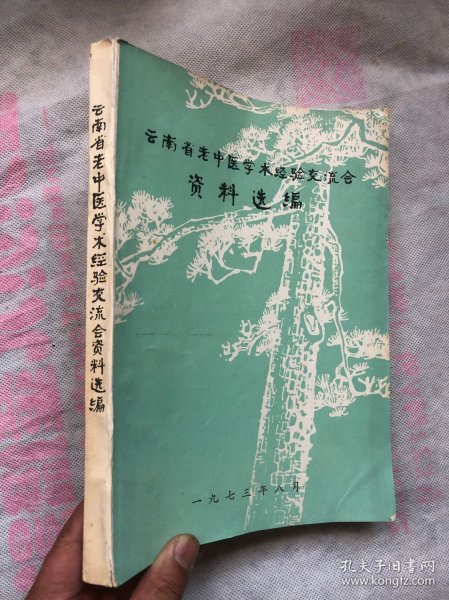 云南省老中医学术经验交流会
资料选编
一九七三年八月
云南省老中医学术经验交流会资料选编
孔夫子旧书网
www.kongfz.com